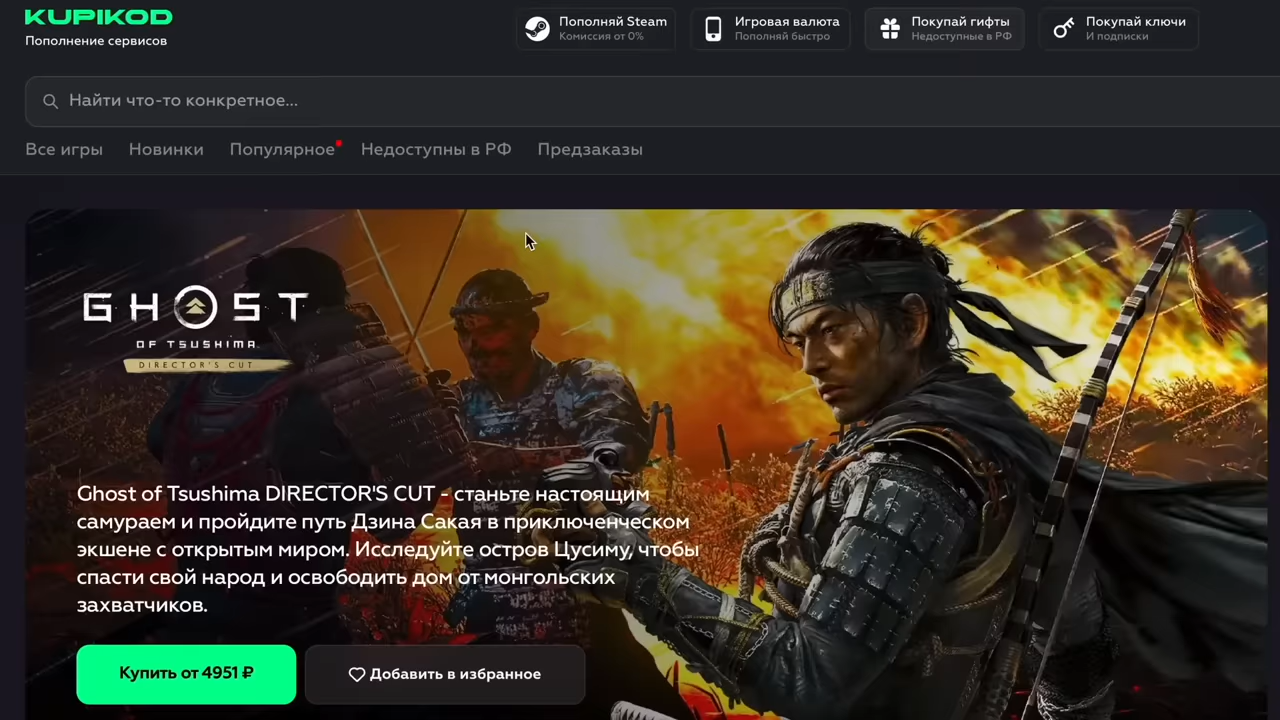 KUPIKOD
Пополнение сервисов
Пополняй Steam
Комиссия от 0%
Игровая валюта
Пополняй быстро
Покупай гифты
Недоступные в РФ
Покупай ключи
И подписки
Найти что-то конкретное...
Все игры
Новинки
Популярное
Недоступны в РФ
Предзаказы
GHOST
OF TSUSHIMA
DIRECTOR'S CUT
Ghost of Tsushima DIRECTOR'S CUT - станьте настоящим
самураем и пройдите путь Дзина Сакая в приключенческом
экшене с открытым миром. Исследуйте остров Цусиму, чтобы
спасти свой народ и освободить дом от монгольских
захватчиков.
Купить от 4951 ₽
Добавить в избранное